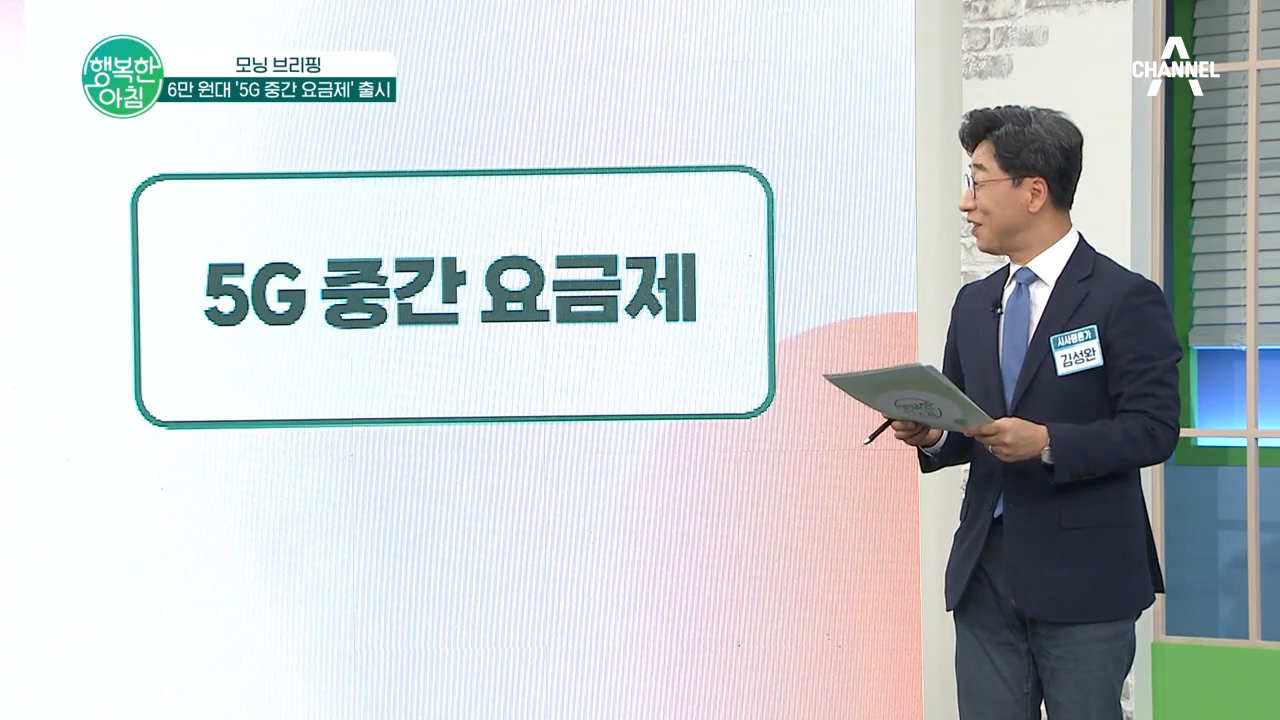 행복한
아침
모닝 브리핑
6만 원대 '5G 중간 요금제' 출시
CHANNEL A
5G 중간 요금제
시사평론가
김성완